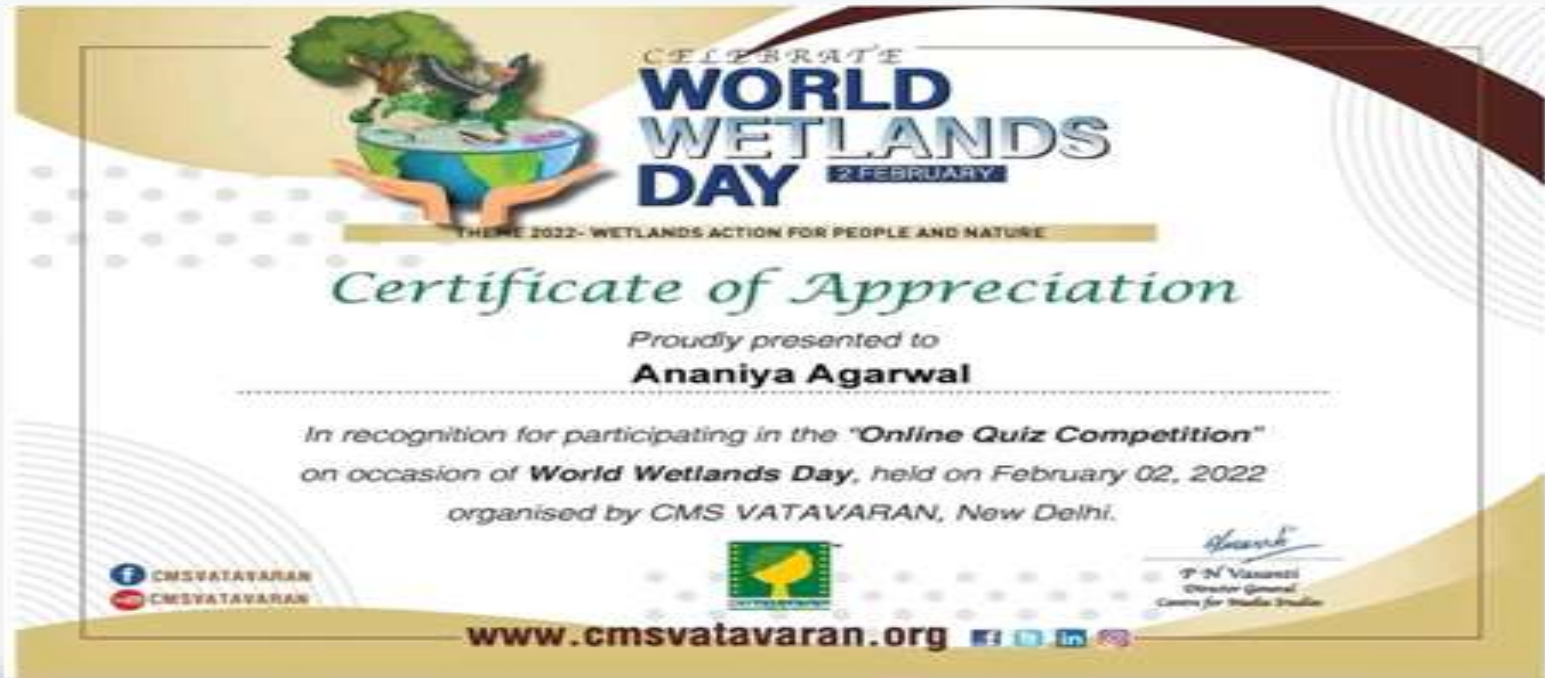 CELEBRATE
WORLD
WETLANDS
DAY 2 FEBRUARY
THEME 2022- WETLANDS ACTION FOR PEOPLE AND NATURE
Certificate of Appreciation
Proudly presented to
Ananiya Agarwal
In recognition for participating in the "Online Quiz Competition"
on occasion of World Wetlands Day, held on February 02, 2022
organised by CMS VATAVARAN, New Delhi.
CMSVATAVARAN
CMSVATAVARAN
P N Vasanti
Director General
Centre for Media Studies
www.cmsvatavaran.org